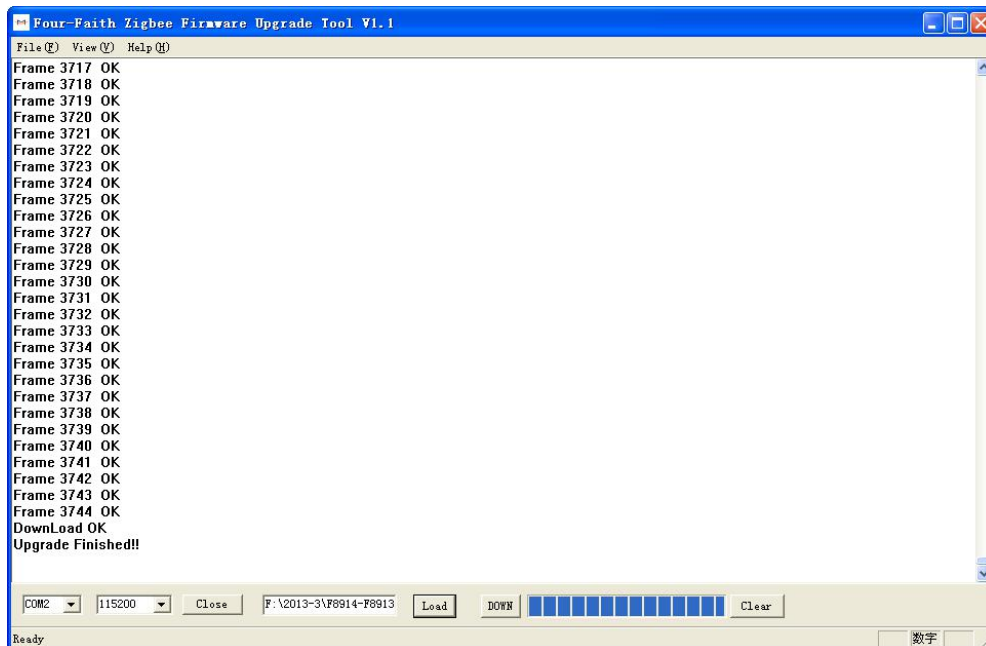 Four-Faith Zigbee Firmware Upgrade Tool V1.1
File(F) View(V) Help(H)
Frame 3717 OK
Frame 3718 OK
Frame 3719 OK
Frame 3720 OK
Frame 3721 OK
Frame 3722 OK
Frame 3723 OK
Frame 3724 OK
Frame 3725 OK
Frame 3726 OK
Frame 3727 OK
Frame 3728 OK
Frame 3729 OK
Frame 3730 OK
Frame 3731 OK
Frame 3732 OK
Frame 3733 OK
Frame 3734 OK
Frame 3735 OK
Frame 3736 OK
Frame 3737 OK
Frame 3738 OK
Frame 3739 OK
Frame 3740 OK
Frame 3741 OK
Frame 3742 OK
Frame 3743 OK
Frame 3744 OK
DownLoad OK
Upgrade Finished!!
COM2 115200 Close F:\2013-3\F8914-F8913 Load DOWN Clear
Ready 数字